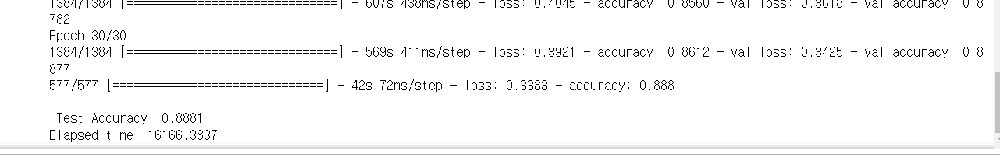 1384/1384 [==============================] - 607s 438ms/step - loss: 0.4045 - accuracy: 0.8560 - val_loss: 0.3618 - val_accuracy: 0.8
782
Epoch 30/30
1384/1384 [==============================] - 569s 411ms/step - loss: 0.3921 - accuracy: 0.8612 - val_loss: 0.3425 - val_accuracy: 0.8
877
577/577 [==============================] - 42s 72ms/step - loss: 0.3383 - accuracy: 0.8881
Test Accuracy: 0.8881
Elapsed time: 16166.3837